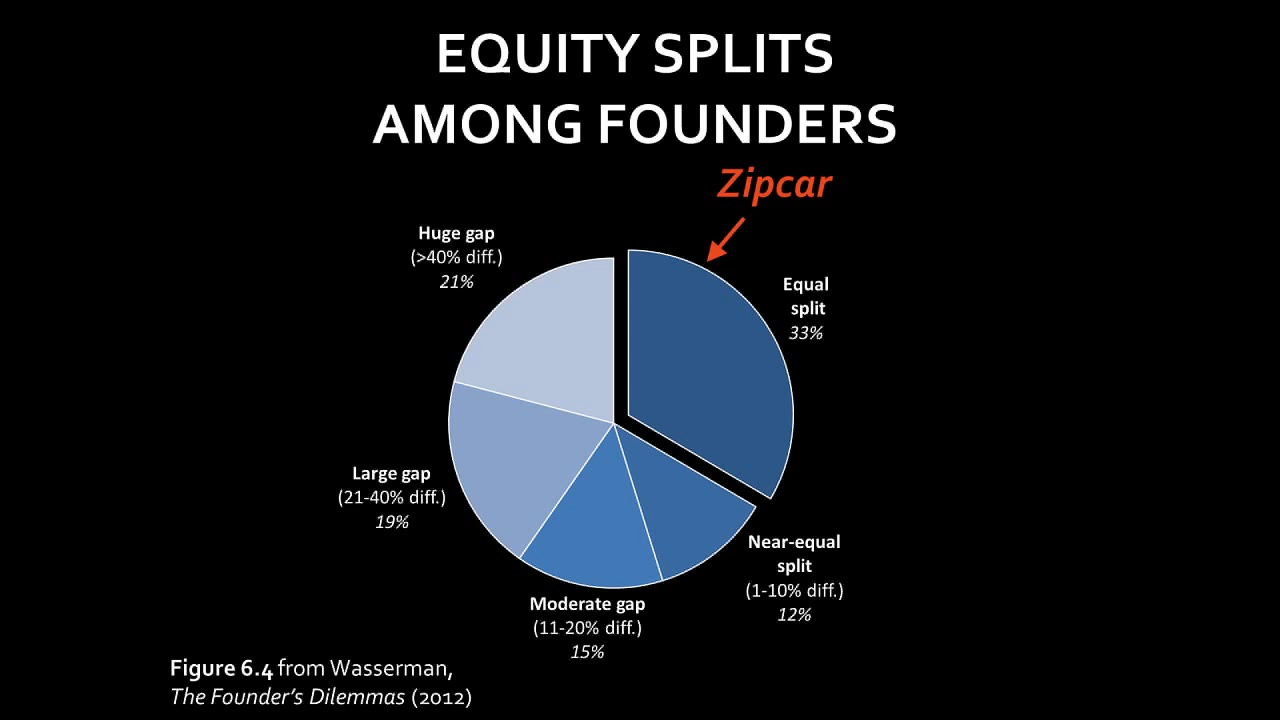 EQUITY SPLITS
AMONG FOUNDERS
Zipcar
Huge gap
(>40% diff.)
21%
Equal
split
33%
Large gap
(21-40% diff.)
19%
Near-equal
split
(1-10% diff.)
12%
Moderate gap
(11-20% diff.)
15%
Figure 6.4 from Wasserman,
The Founder's Dilemmas (2012)